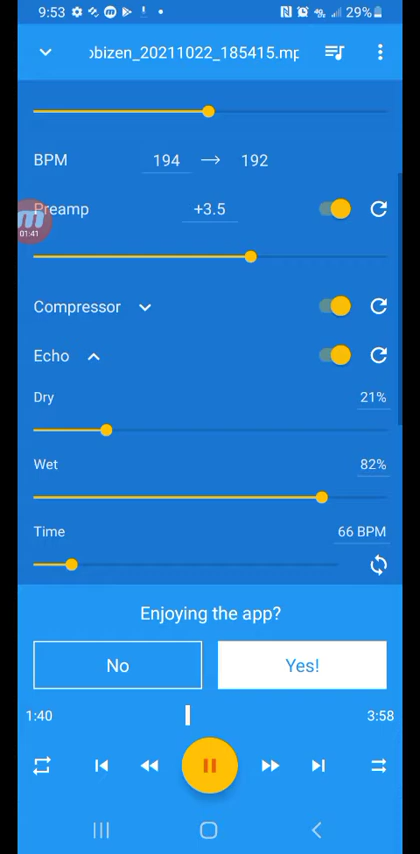 9:53
29%
obizen_20211022_185415.mp
BPM 194 → 192
Preamp +3.5
m
01:41
Compressor
Echo
Dry 21%
Wet 82%
Time 66 BPM
Enjoying the app?
No Yes!
1:40 3:58